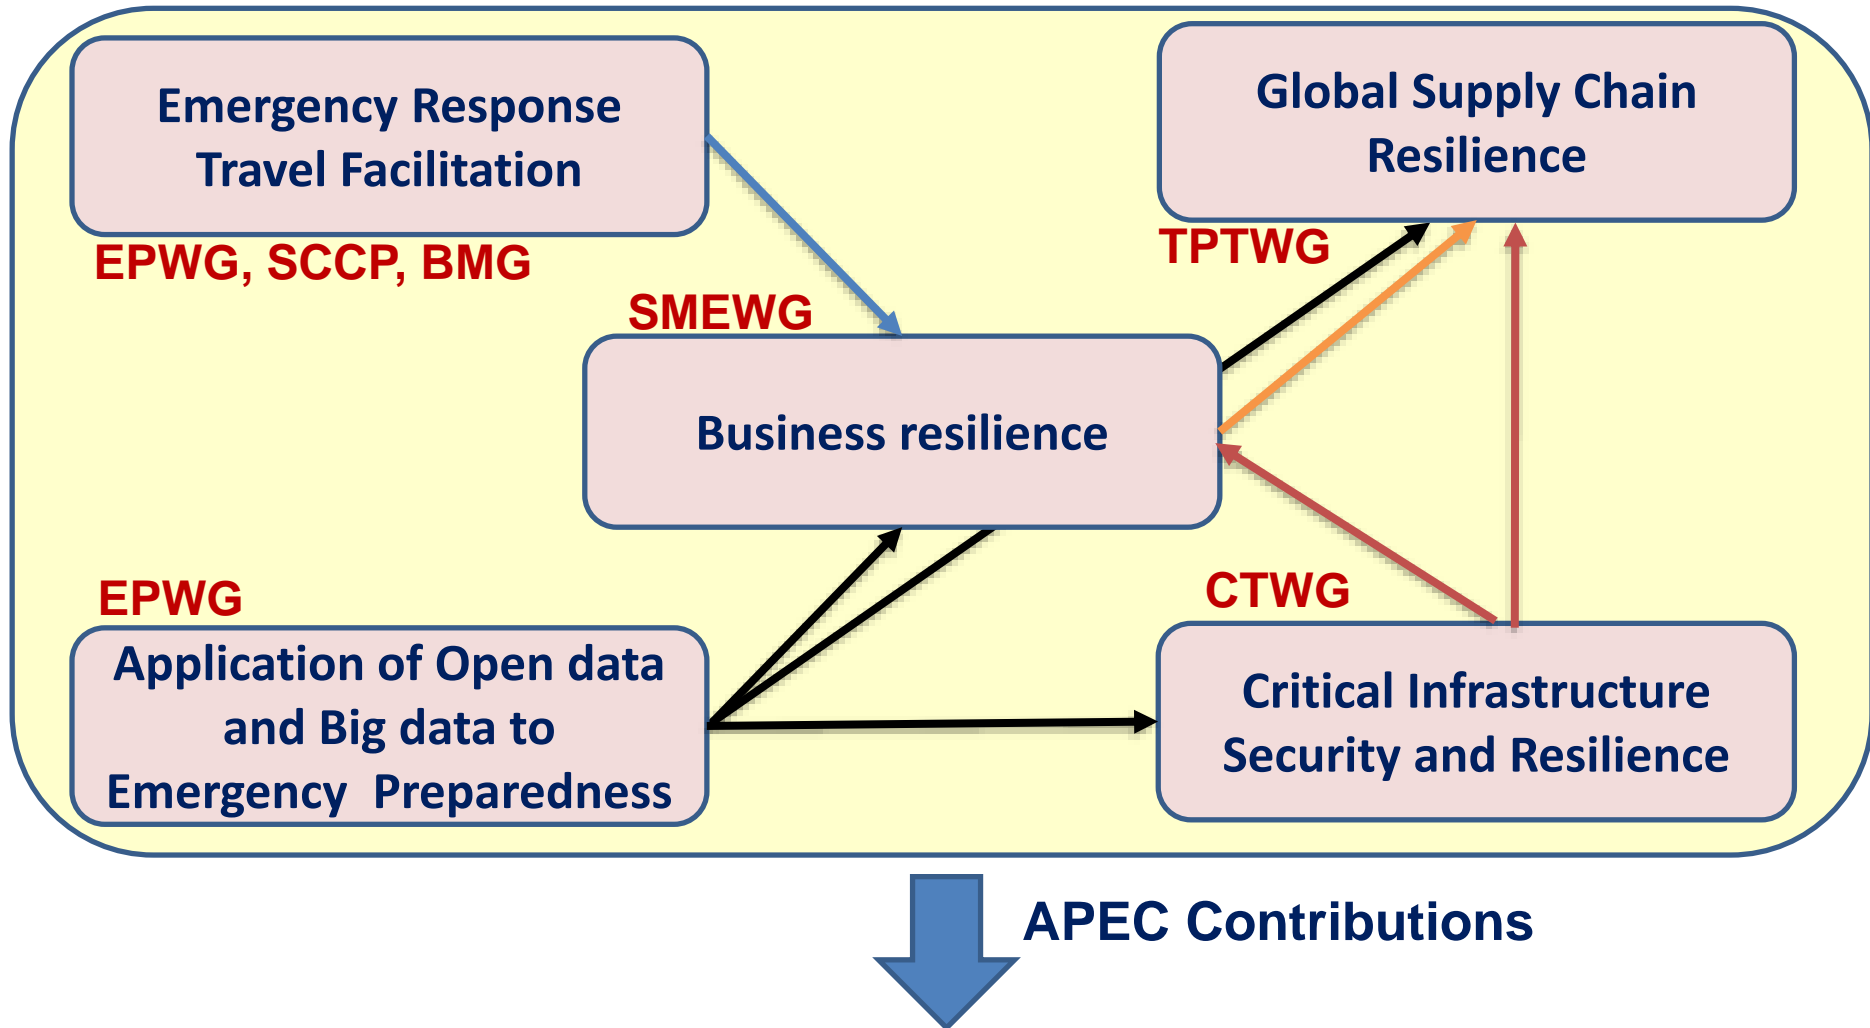 Emergency Response
Travel Facilitation
EPWG, SCCP, BMG
Global Supply Chain
Resilience
TPTWG
SMEWG
Business resilience
EPWG
Application of Open data
and Big data to
Emergency  Preparedness
CTWG
Critical Infrastructure
Security and Resilience
APEC Contributions